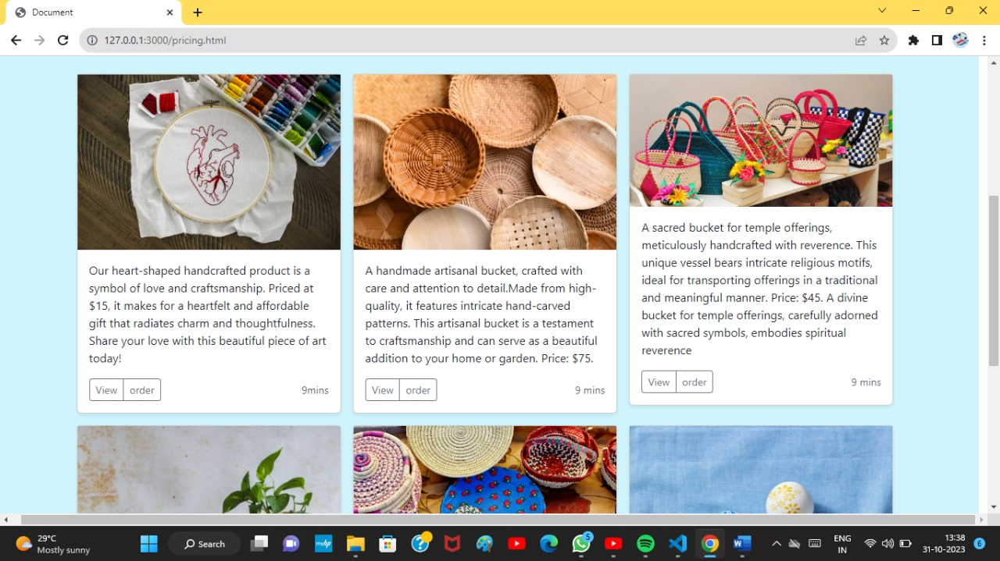 Document
127.0.0.1:3000/pricing.html
Our heart-shaped handcrafted product is a
symbol of love and craftsmanship. Priced at
$15, it makes for a heartfelt and affordable
gift that radiates charm and thoughtfulness.
Share your love with this beautiful piece of art
today!
View order 9mins
A handmade artisanal bucket, crafted with
care and attention to detail.Made from high-
quality, it features intricate hand-carved
patterns. This artisanal bucket is a testament
to craftsmanship and can serve as a beautiful
addition to your home or garden. Price: $75.
View order 9 mins
A sacred bucket for temple offerings,
meticulously handcrafted with reverence. This
unique vessel bears intricate religious motifs,
ideal for transporting offerings in a traditional
and meaningful manner. Price: $45. A divine
bucket for temple offerings, carefully adorned
with sacred symbols, embodies spiritual
reverence
View order 9 mins
29°C
Mostly sunny
Search
myhp
5
ENG
IN
13:38
31-10-2023
6